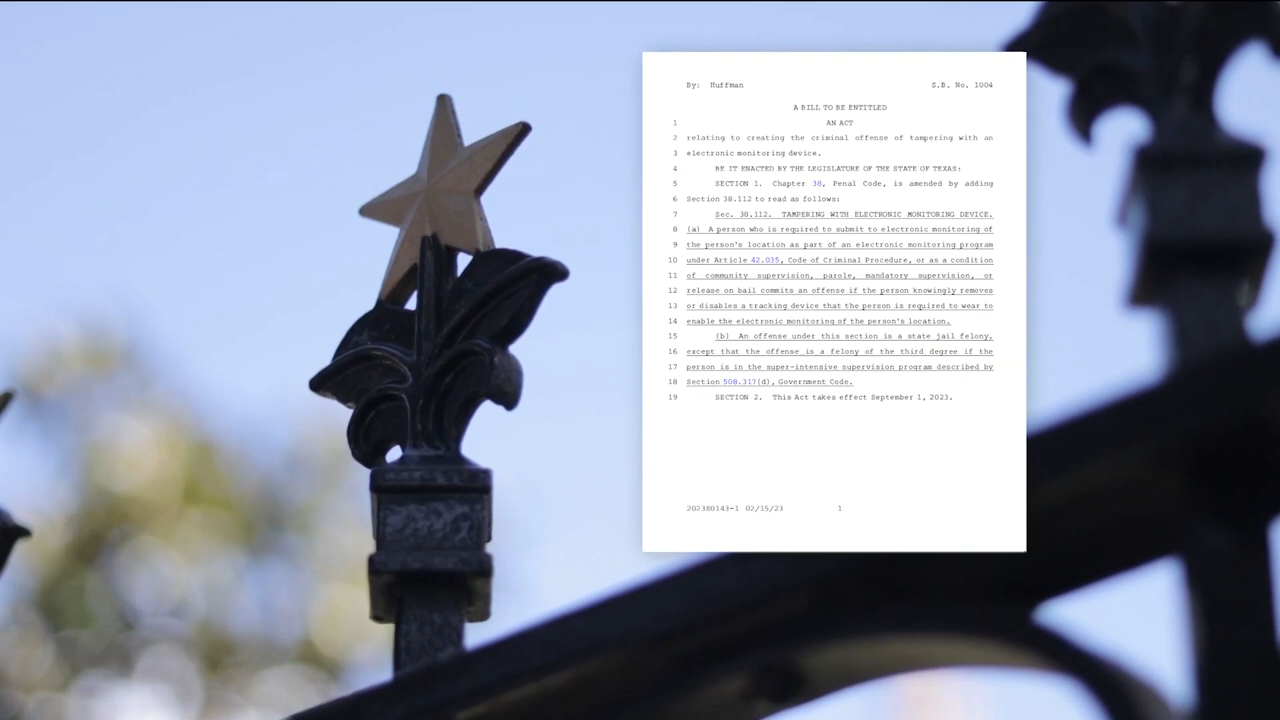 By: Huffman S.B. No. 1004
A BILL TO BE ENTITLED
1 AN ACT
2 relating to creating the criminal offense of tampering with an
3 electronic monitoring device.
4 BE IT ENACTED BY THE LEGISLATURE OF THE STATE OF TEXAS:
5 SECTION 1. Chapter 38, Penal Code, is amended by adding
6 Section 38.112 to read as follows:
7 Sec. 38.112. TAMPERING WITH ELECTRONIC MONITORING DEVICE.
8 (a) A person who is required to submit to electronic monitoring of
9 the person's location as part of an electronic monitoring program
10 under Article 42.035, Code of Criminal Procedure, or as a condition
11 of community supervision, parole, mandatory supervision, or
12 release on bail commits an offense if the person knowingly removes
13 or disables a tracking device that the person is required to wear to
14 enable the electronic monitoring of the person's location.
15 (b) An offense under this section is a state jail felony,
16 except that the offense is a felony of the third degree if the
17 person is in the super-intensive supervision program described by
18 Section 508.317(d), Government Code.
19 SECTION 2. This Act takes effect September 1, 2023.
20238O143-1 02/15/23 1